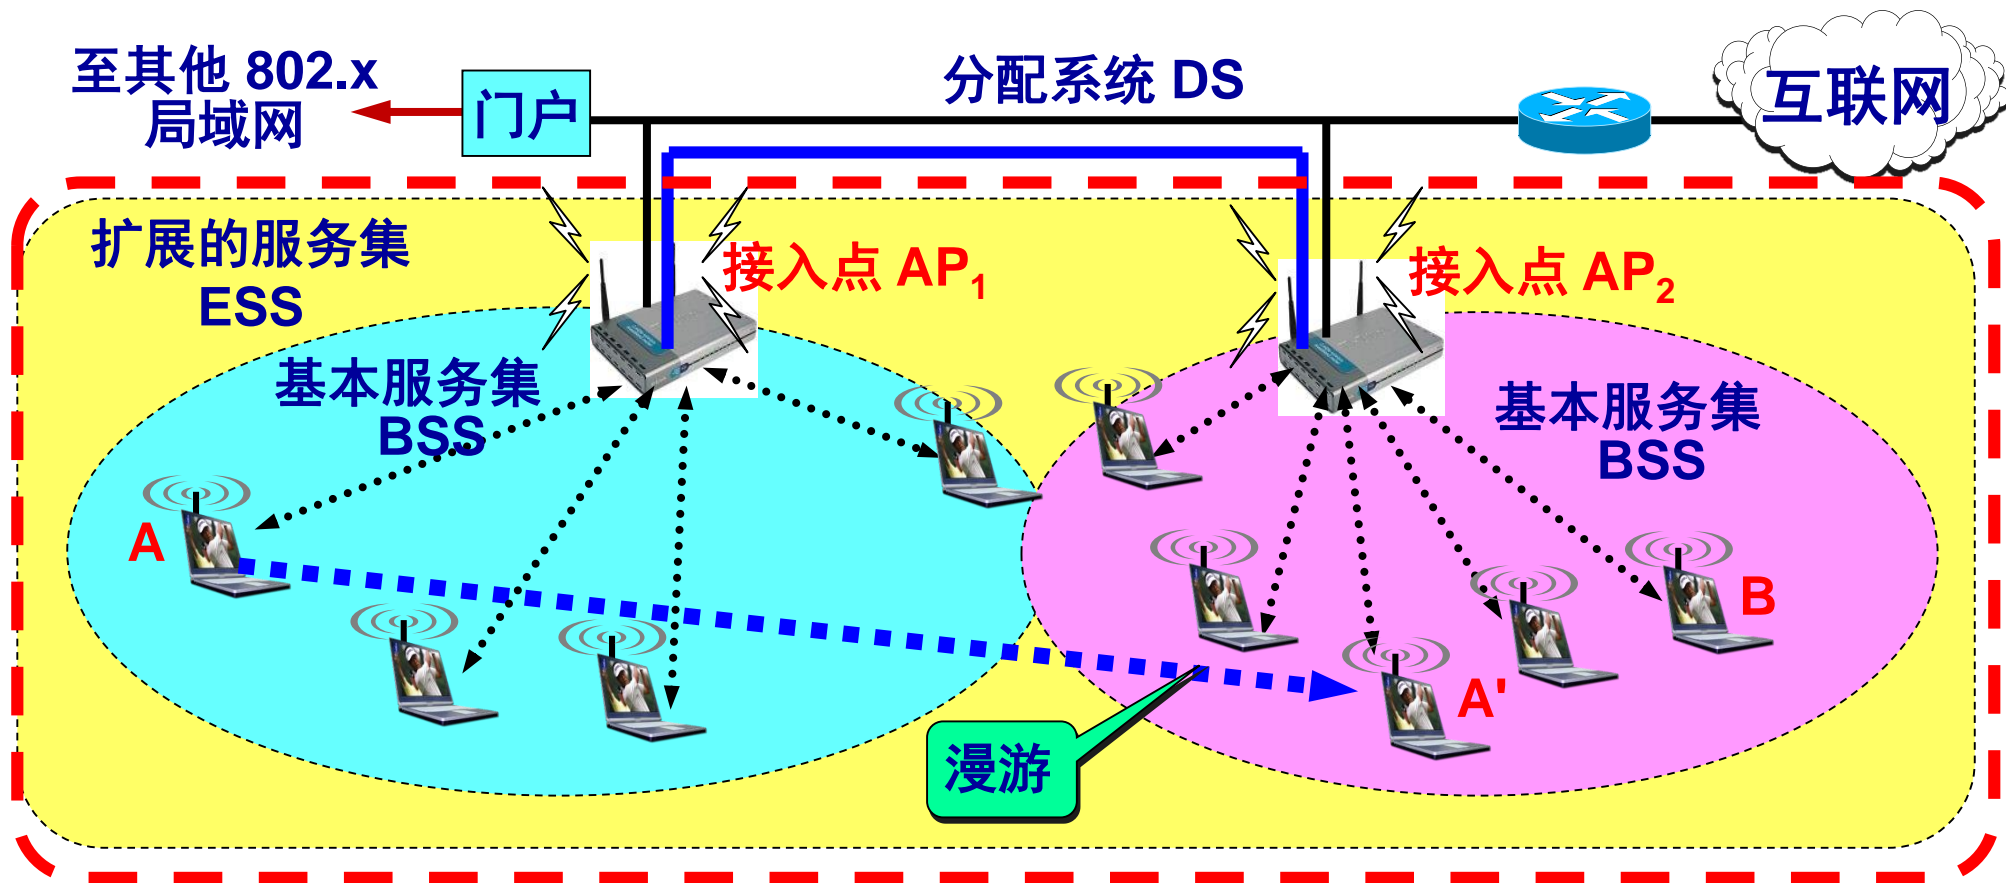 至其他 802.x
局域网
门户
分配系统 DS
互联网
扩展的服务集
ESS
接入点 AP₁
接入点 AP₂
基本服务集
BSS
基本服务集
BSS
A
B
A'
漫游